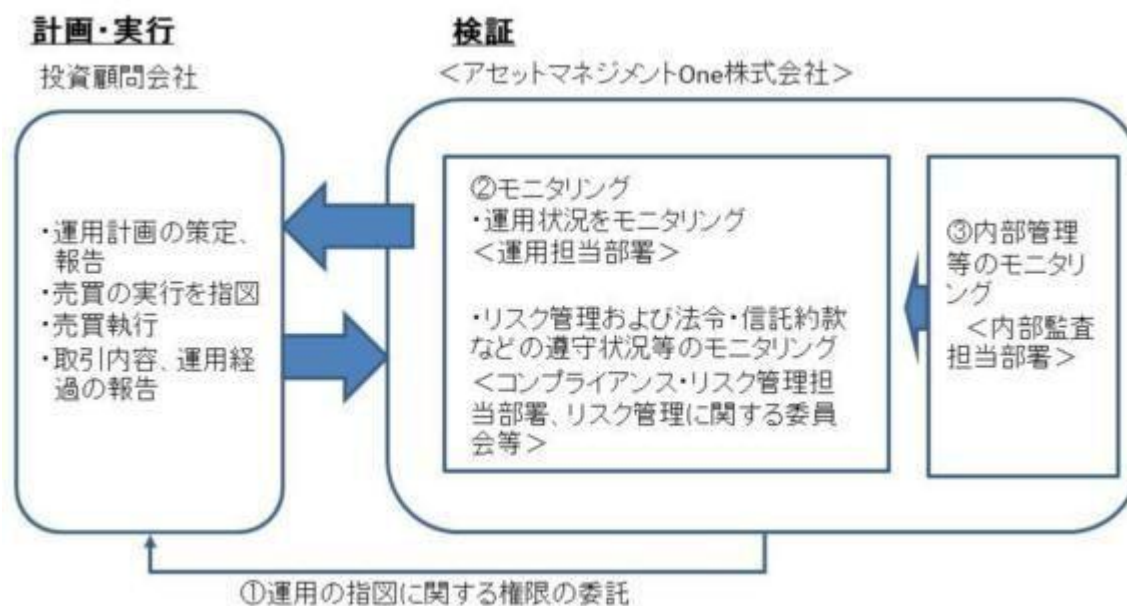 計画・実行
投資顧問会社
・運用計画の策定、
報告
・売買の実行を指図
・売買執行
・取引内容、運用経
過の報告
検証
＜アセットマネジメントOne株式会社＞
②モニタリング
・運用状況をモニタリング
＜運用担当部署＞
・リスク管理および法令・信託約款
などの遵守状況等のモニタリング
＜コンプライアンス・リスク管理担
当部署、リスク管理に関する委員
会等＞
③内部管理
等のモニタリ
ング
＜内部監査
担当部署＞
①運用の指図に関する権限の委託